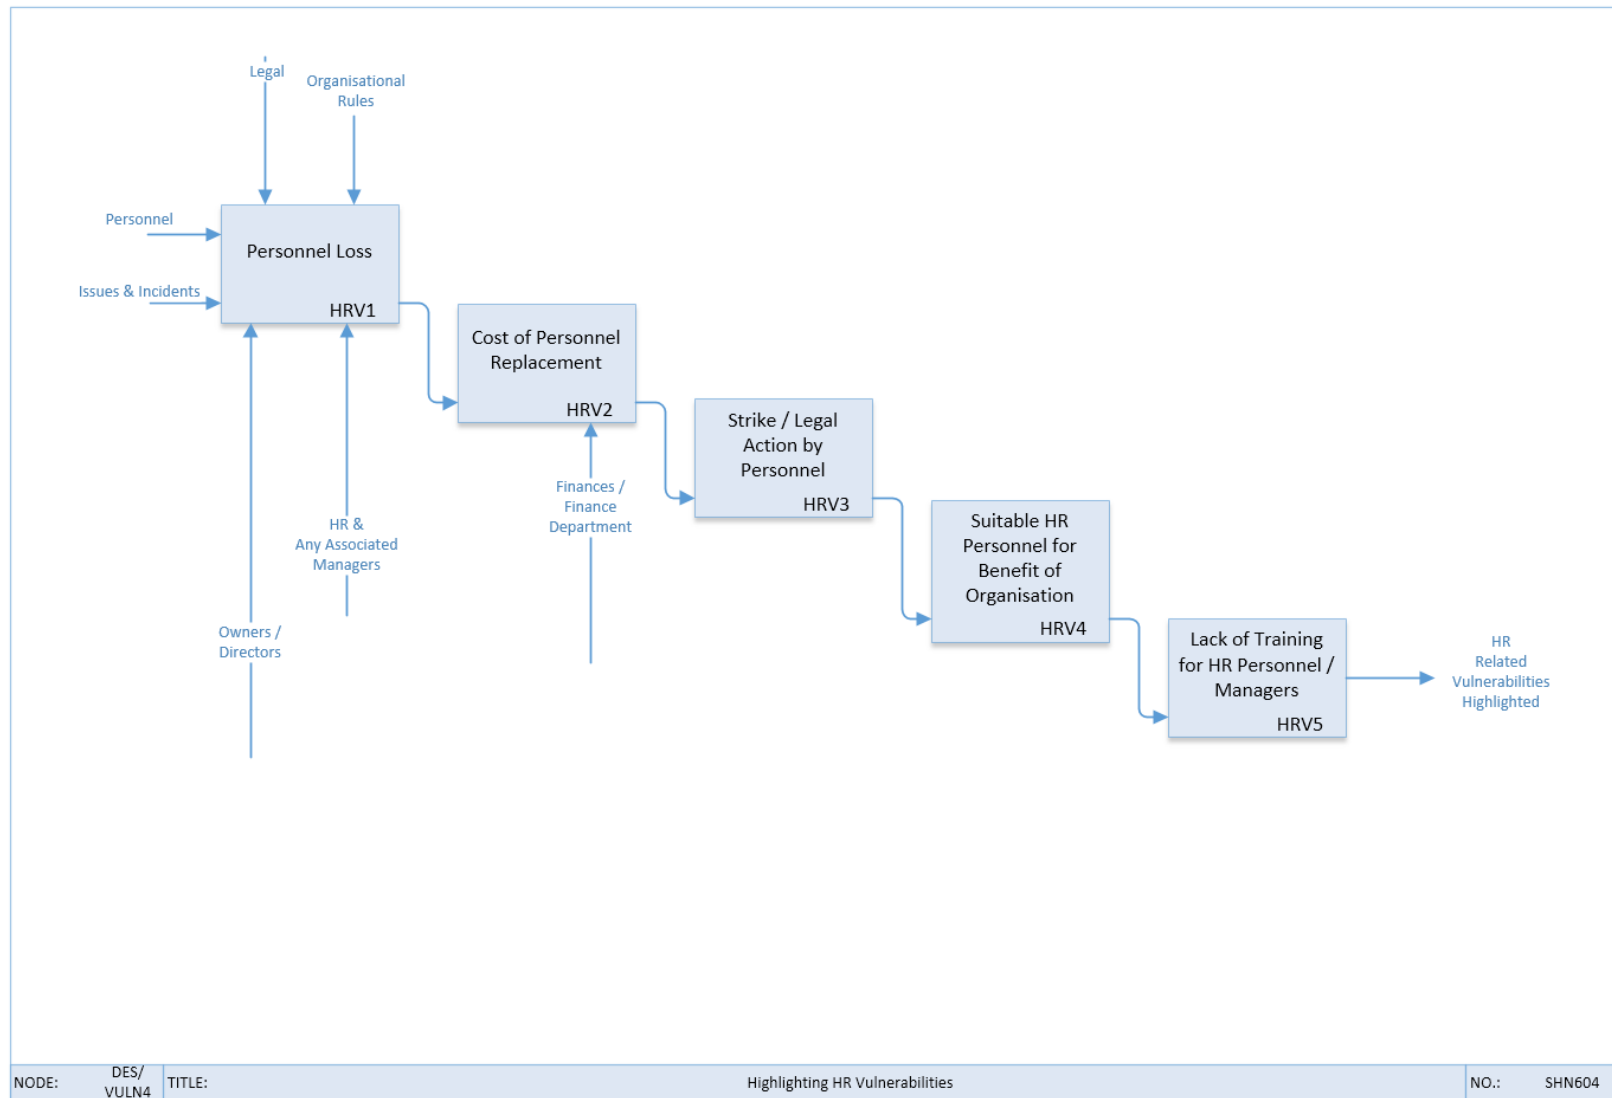 Legal
Organisational
Rules
Personnel
Issues & Incidents
Personnel Loss
HRV1
Cost of Personnel
Replacement
HRV2
Strike / Legal
Action by
Personnel
HRV3
Finances /
Finance
Department
HR &
Any Associated
Managers
Owners /
Directors
Suitable HR
Personnel for
Benefit of
Organisation
HRV4
Lack of Training
for HR Personnel /
Managers
HRV5
HR
Related
Vulnerabilities
Highlighted
NODE:
DES/
VULN4
TITLE:
Highlighting HR Vulnerabilities
NO.:
SHN604